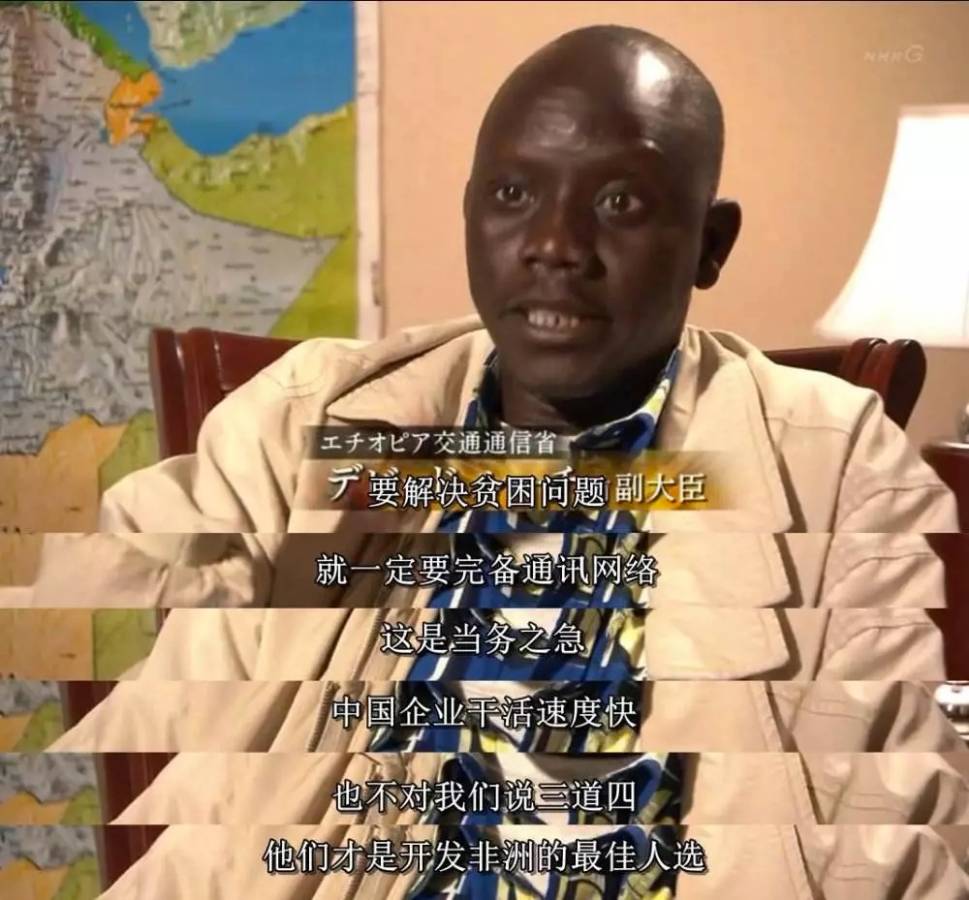 NHK G
エチオピア交通通信省
副大臣
要解决贫困问题
就一定要完备通讯网络
这是当务之急
中国企业干活速度快
也不对我们说三道四
他们才是开发非洲的最佳人选